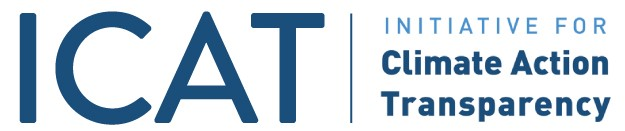 ICAT
INITIATIVE FOR
Climate Action
Transparency